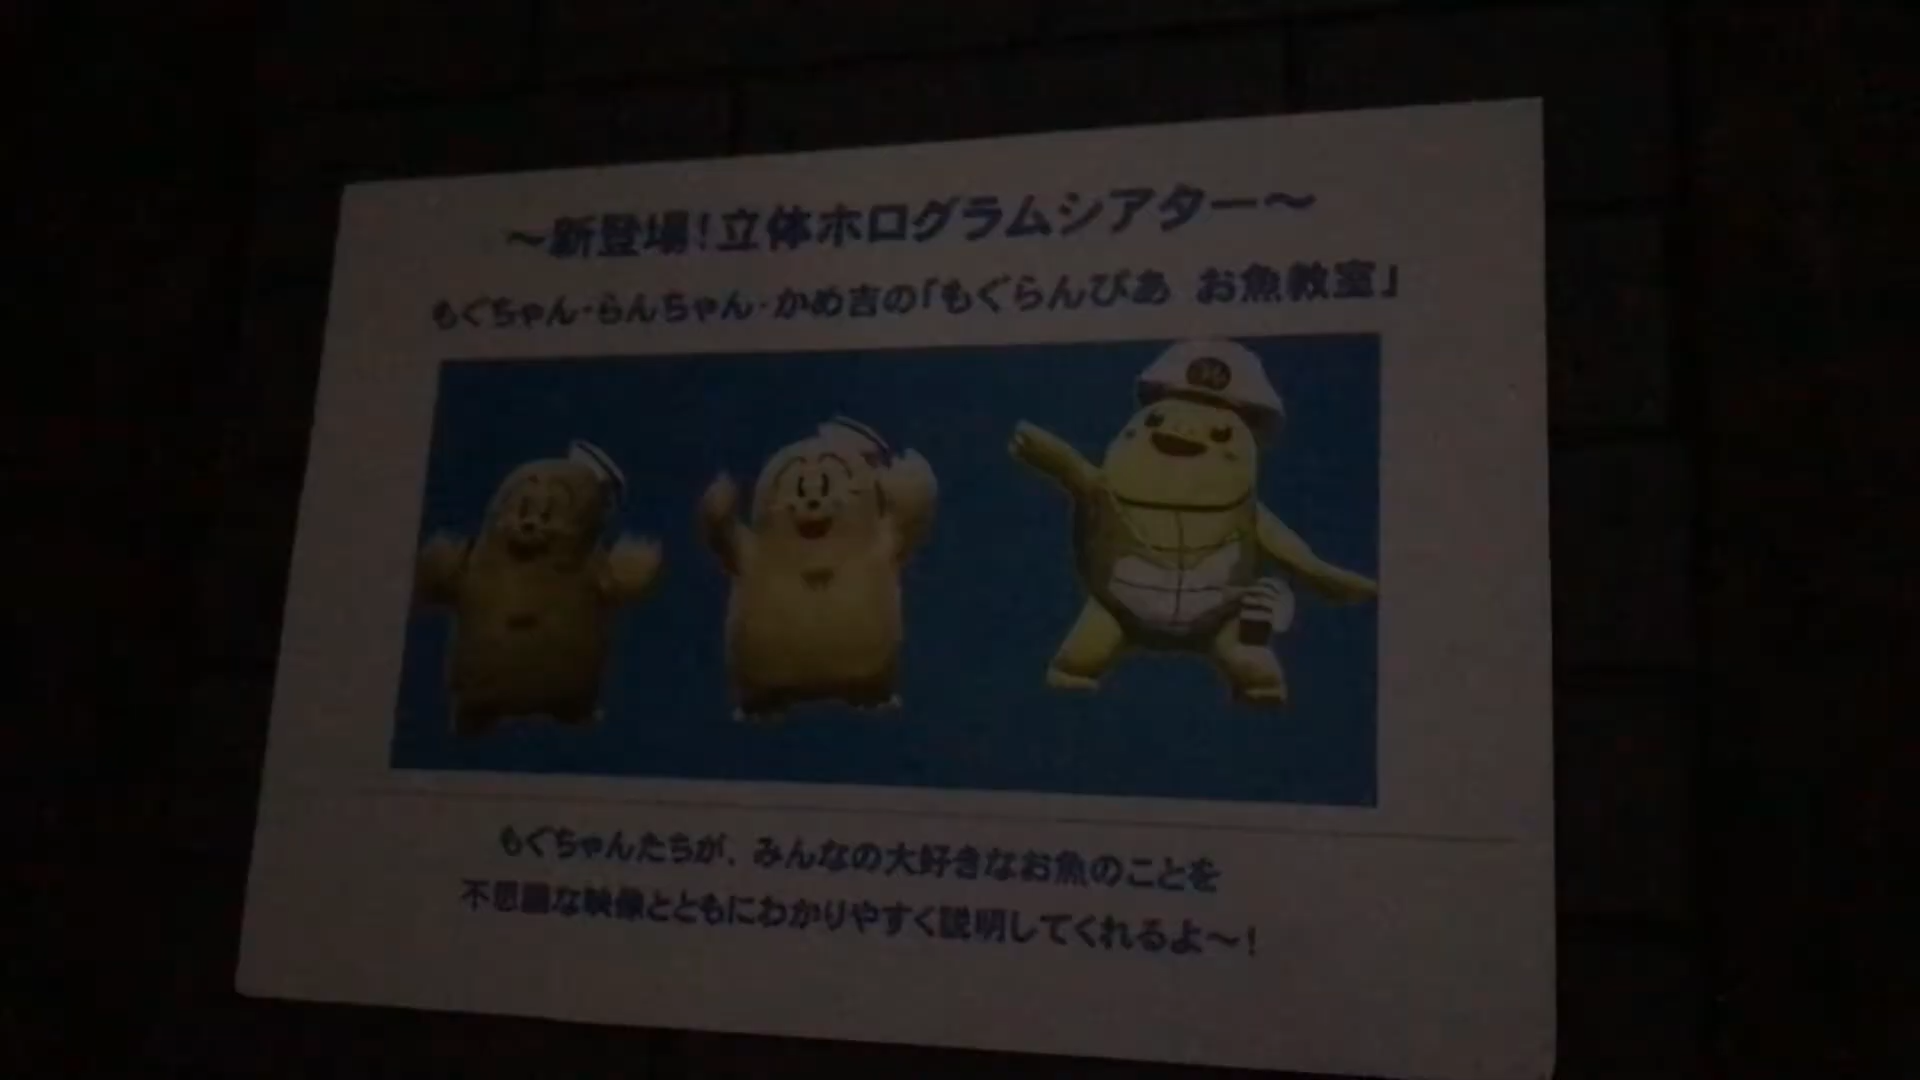 ～新登場！立体ホログラムシアター～
もぐちゃん・らんちゃん・かめ吉の「もぐらんぴあ お魚教室」
もぐちゃんたちが、みんなの大好きなお魚のことを
不思議な映像とともにわかりやすく説明してくれるよ～！